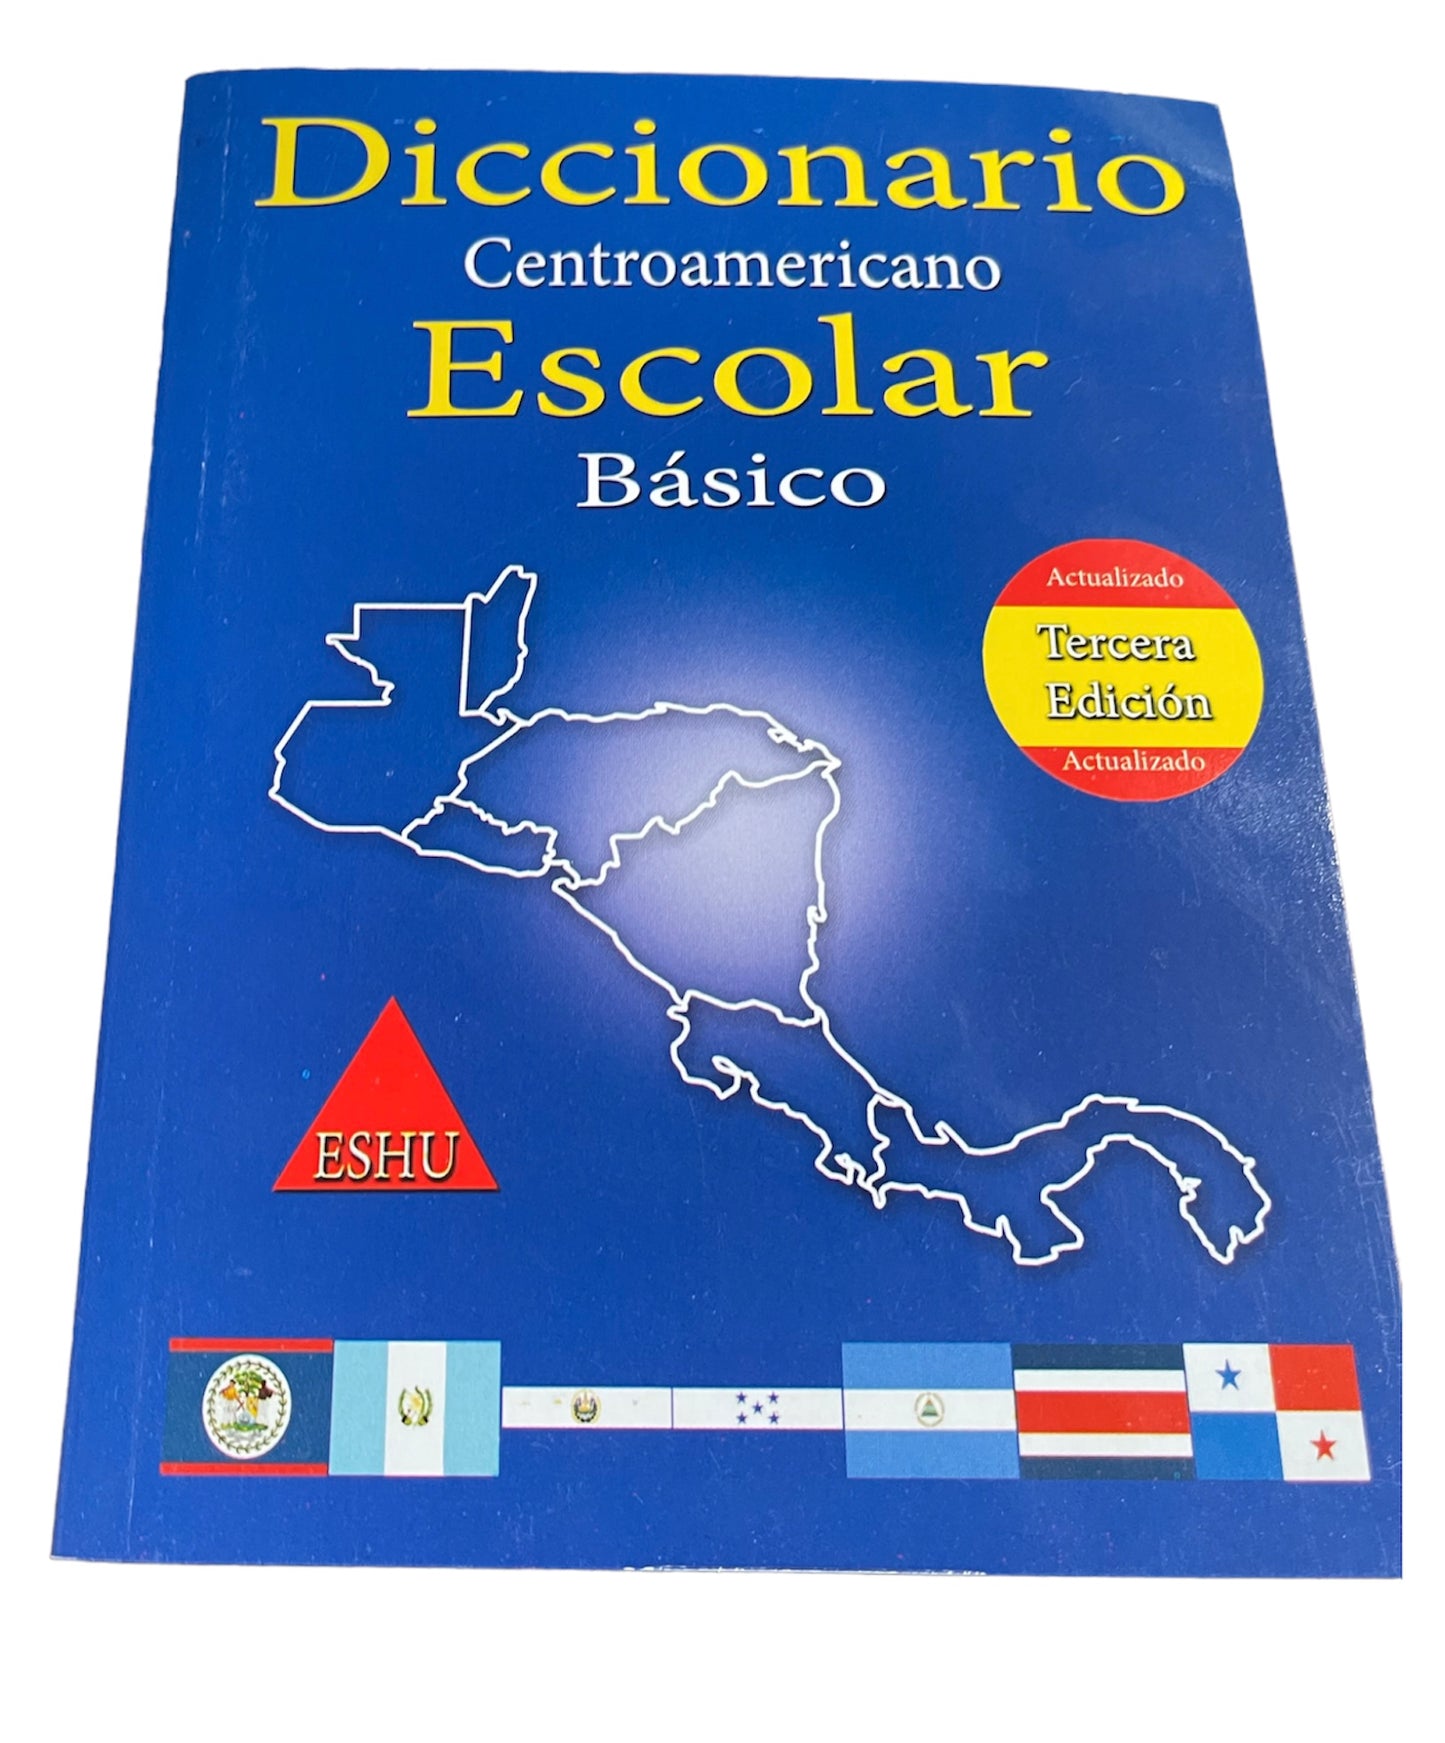 Diccionario
Centroamericano
Escolar
Básico
Actualizado
Tercera
Edición
Actualizado
ESHU